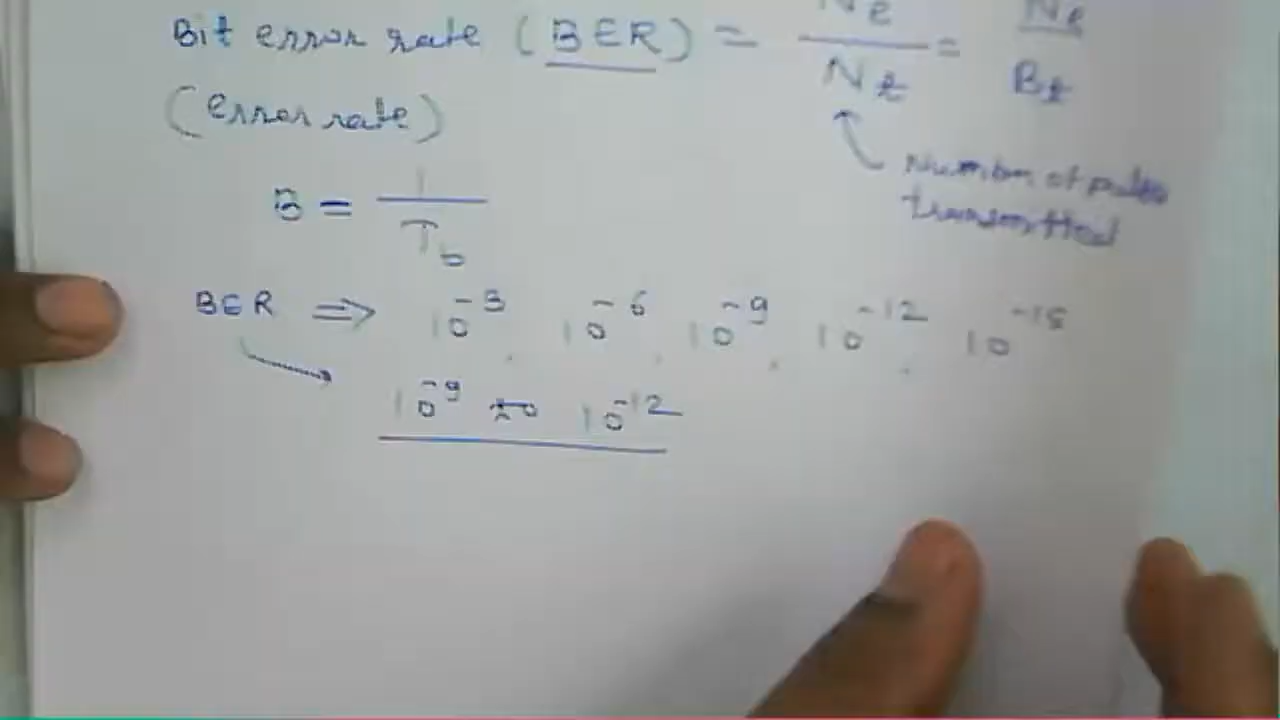 Bit error rate (BER) = Ne / Nt = Ne / Bt
(error rate)
Number of pulse
transmitted
B = 1 / Tb
BER ⇒ 10^-3 10^-6 10^-9 10^-12 10^-15
10^-9 to 10^-12